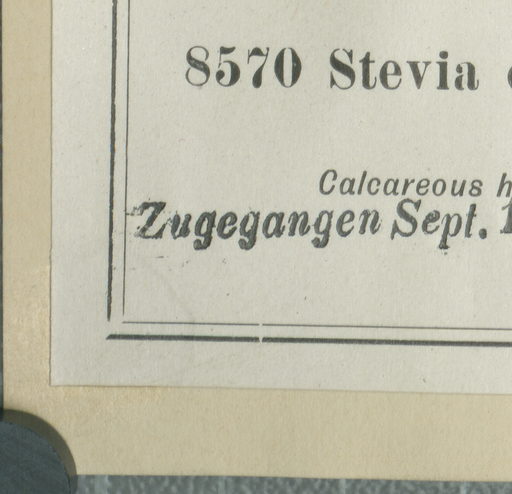 8570 Stevia
Calcareous
Zugegangen Sept.